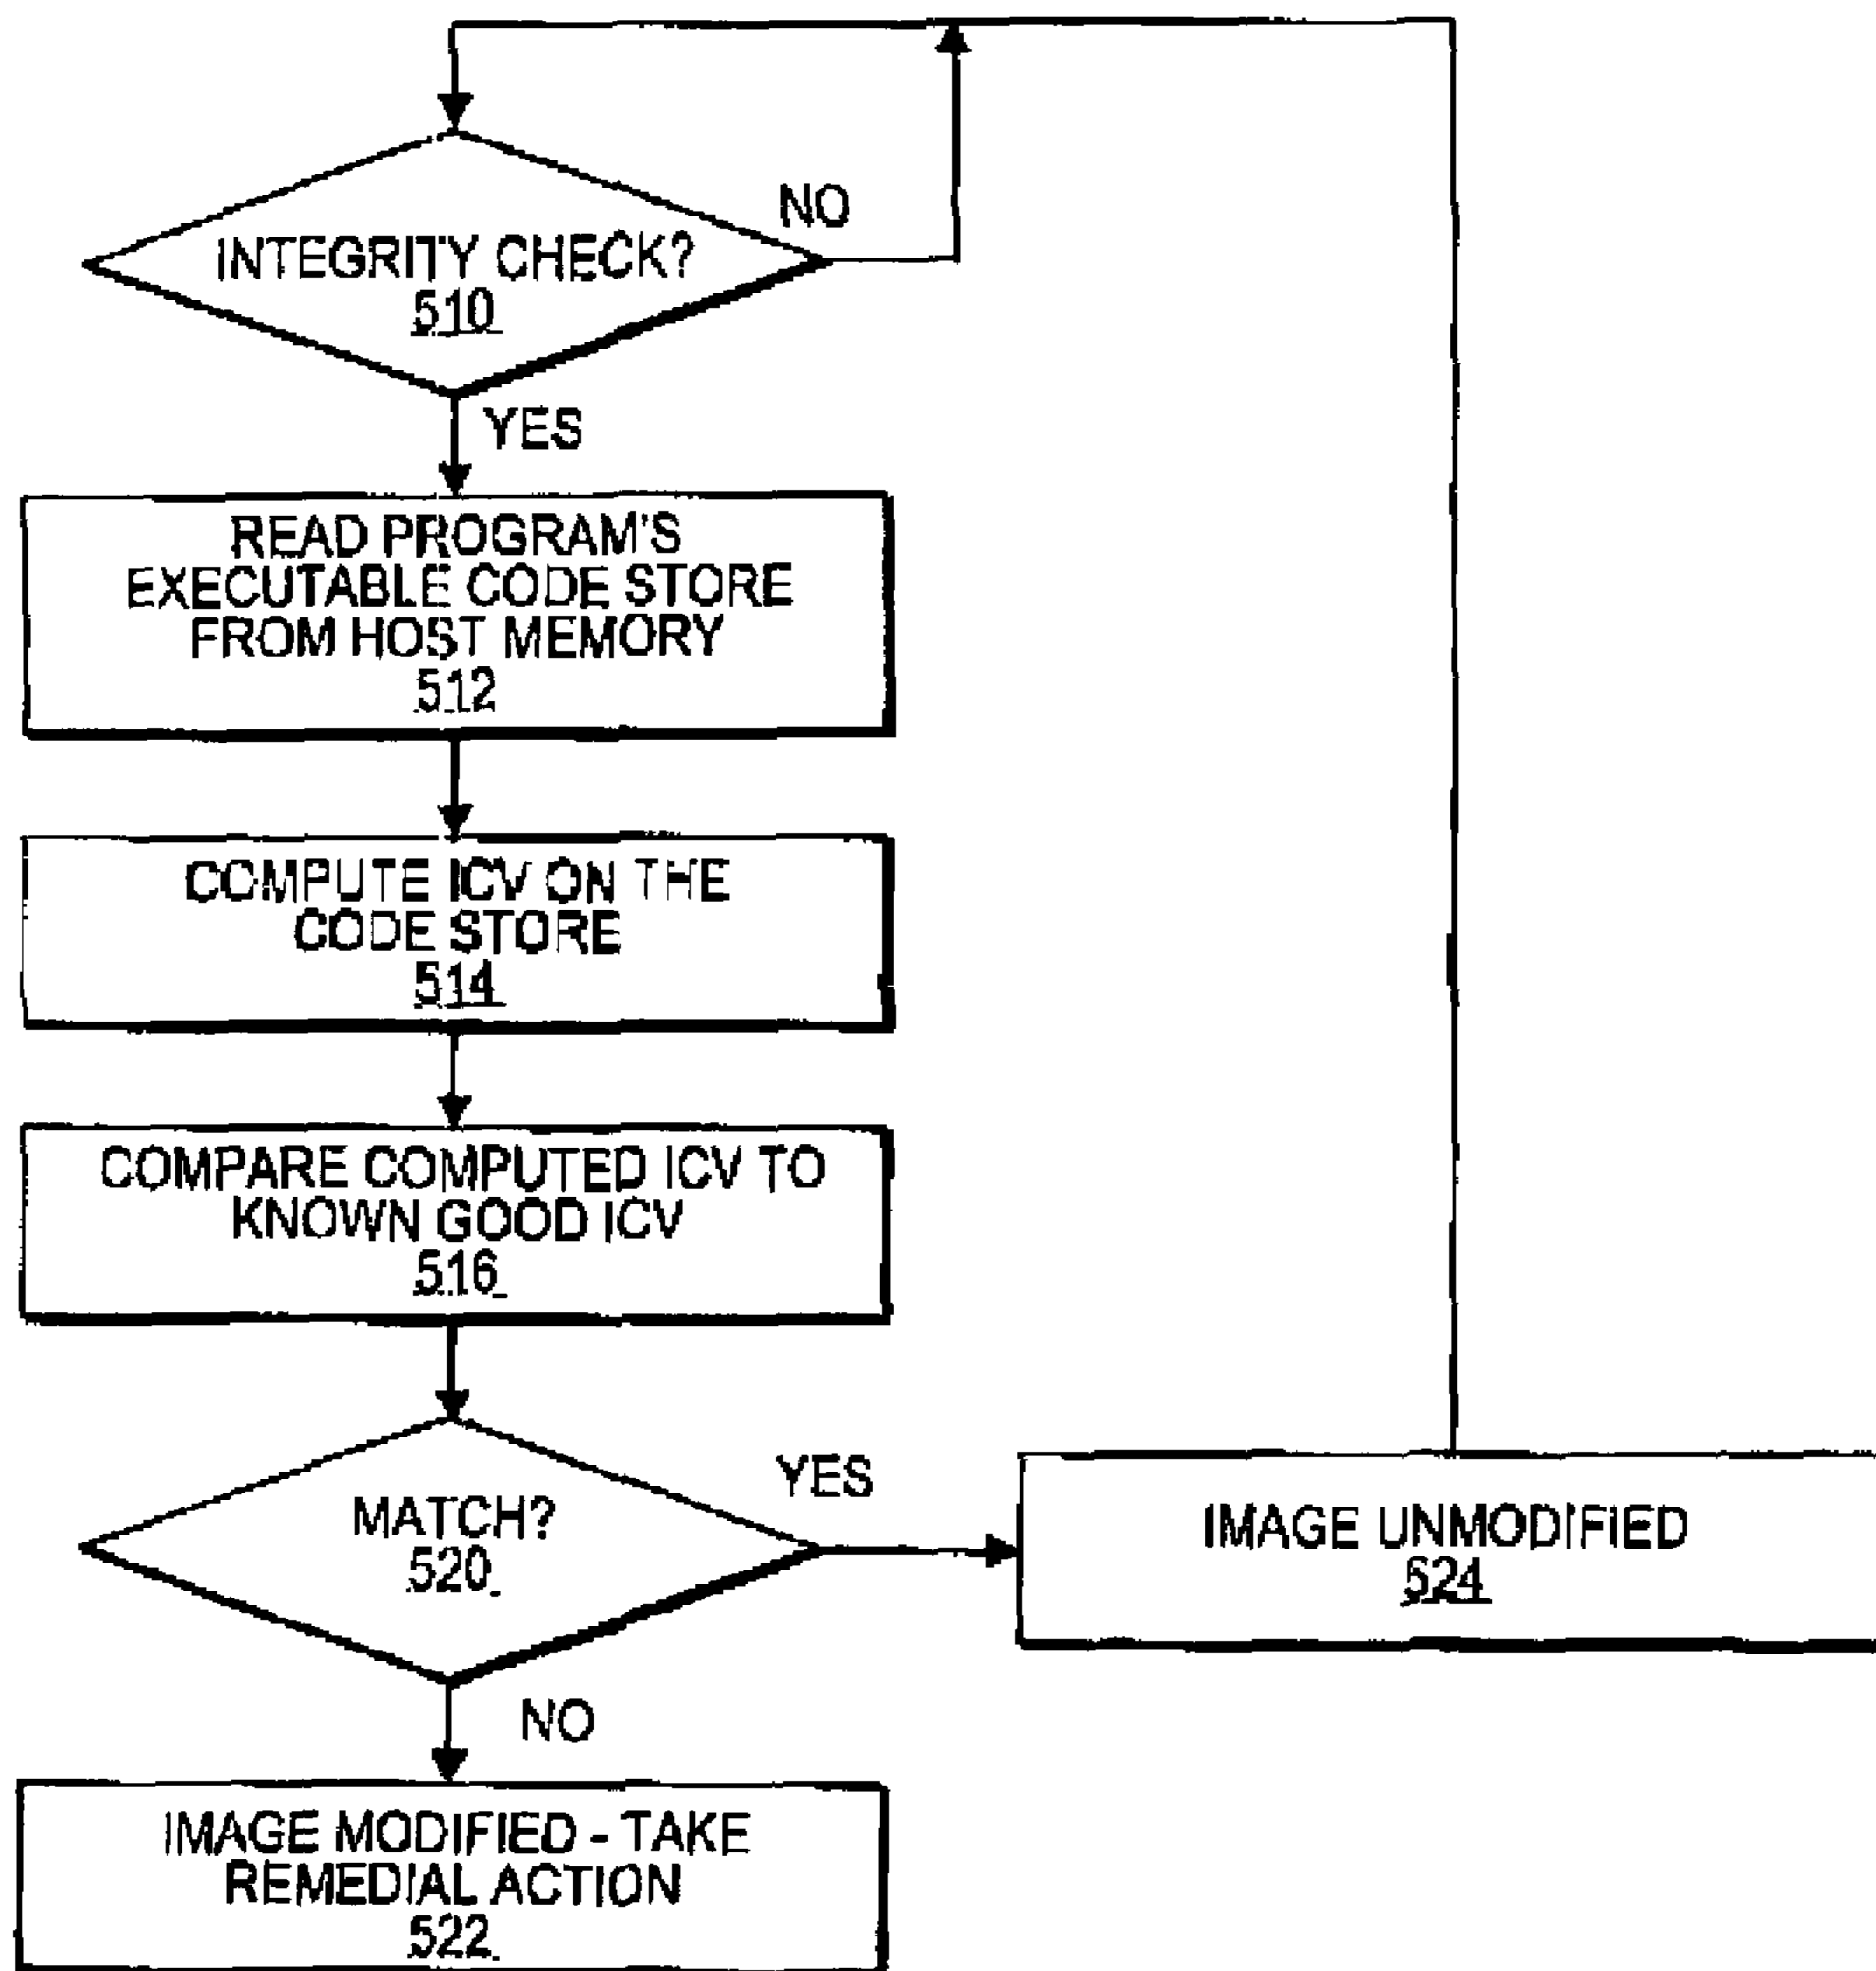 NO
INTEGRITY CHECK?
510
YES
READ PROGRAM'S
EXECUTABLE CODE STORE
FROM HOST MEMORY
512
COMPUTE ICV ON THE
CODE STORE
514
COMPARE COMPUTED ICV TO
KNOWN GOOD ICV
516
YES
MATCH?
520
IMAGE UNMODIFIED
524
NO
IMAGE MODIFIED - TAKE
REMEDIAL ACTION
522